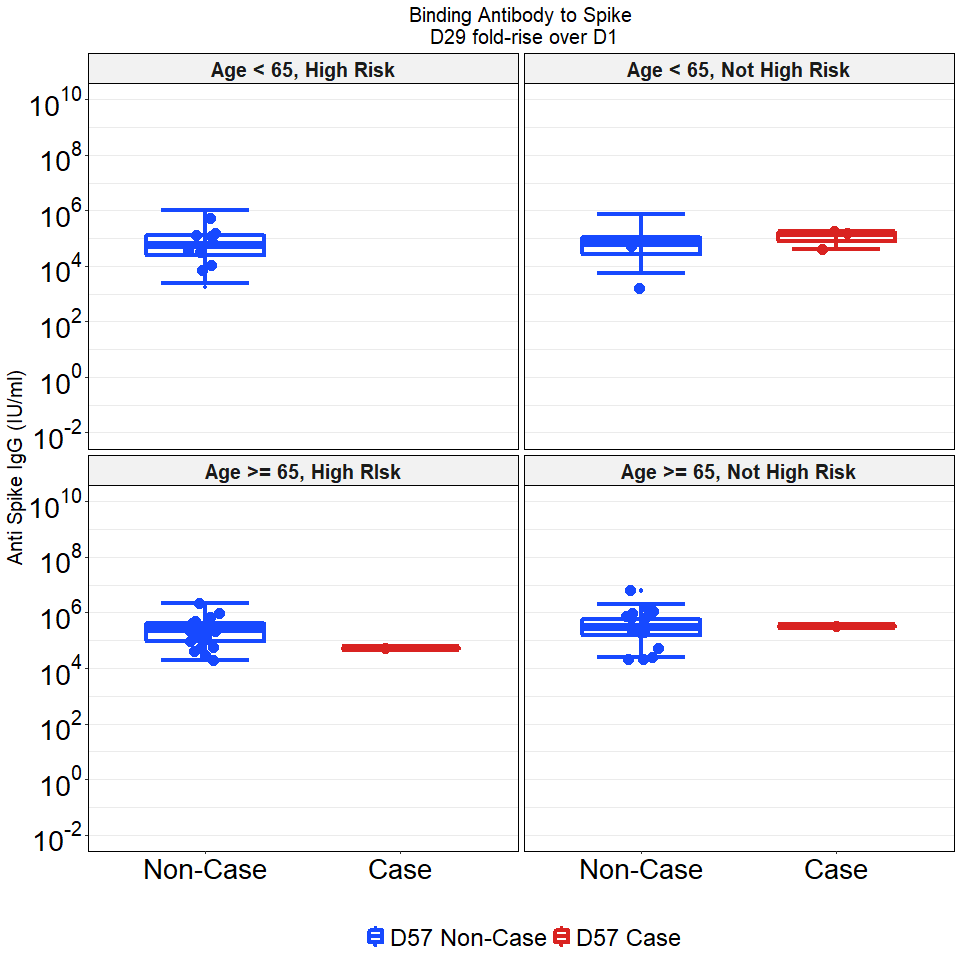 Binding Antibody to Spike
D29 fold-rise over D1
Age < 65, High Risk
Age < 65, Not High Risk
10^10
10^8
10^6
10^4
10^2
10^0
10^-2
Anti Spike IgG (IU/ml)
Age >= 65, High RIsk
Age >= 65, Not High Risk
10^10
10^8
10^6
10^4
10^2
10^0
10^-2
Non-Case Case Non-Case Case
D57 Non-Case D57 Case